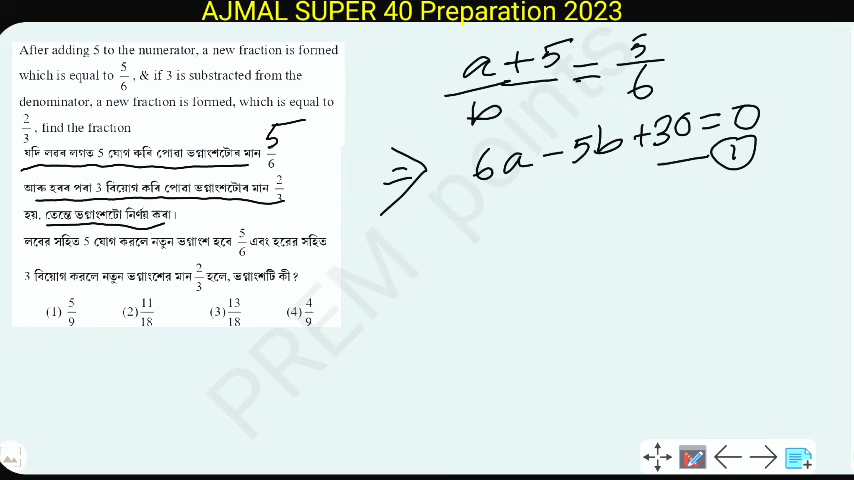 AJMAL SUPER 40 Preparation 2023
After adding 5 to the numerator, a new fraction is formed
which is equal to 5/6 , & if 3 is substracted from the
denominator, a new fraction is formed, which is equal to
2/3, find the fraction
যদি লৱৰ লগত 5 যোগ কৰি পোৱা ভগ্নাংশটোৰ মান 5/6
আৰু হৰৰ পৰা 3 বিয়োগ কৰি পোৱা ভগ্নাংশটোৰ মান 2/3
হয়, তেন্তে ভগ্নাংশটো নিৰ্ণয় কৰা।
লবের সহিত 5 যোগ করলে নতুন ভগ্নাংশ হবে 5/6 এবং হরের সহিত
3 বিয়োগ করলে নতুন ভগ্নাংশের মান 2/3 হলে, ভগ্নাংশটি কী ?
(1) 5/9 (2) 11/18 (3) 13/18 (4) 4/9
5
(a + 5)/b = 5/6
⇒ 6a - 5b + 30 = 0 — 1
PREM points